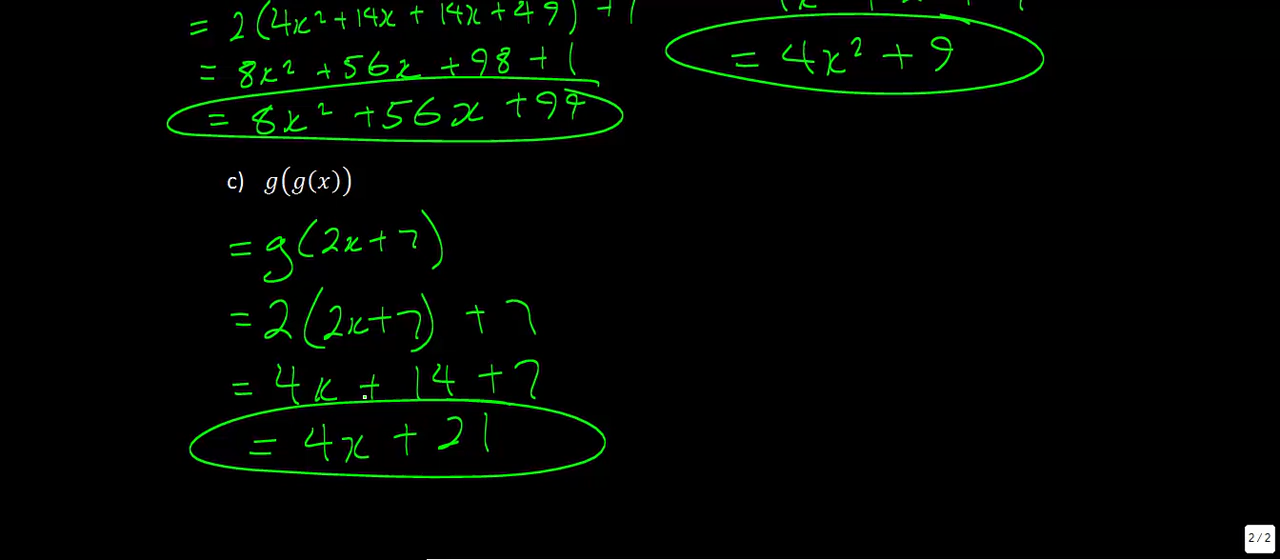 = 2(4x² + 14x + 14x + 49) + 1
= 8x² + 56x + 98 + 1
= 8x² + 56x + 99
= 4x² + 9
c) g(g(x))
= g(2x + 7)
= 2(2x + 7) + 7
= 4x + 14 + 7
= 4x + 21
2 / 2